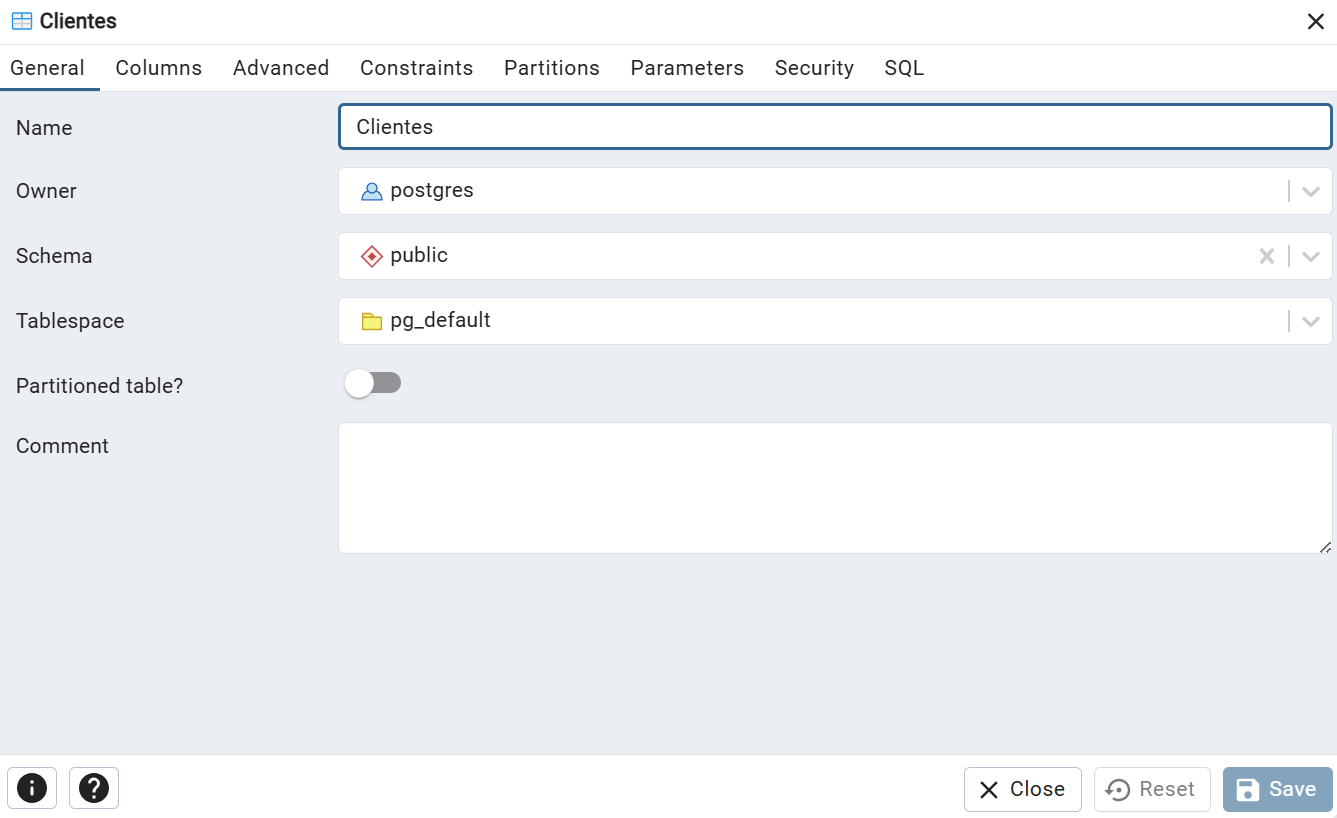 Clientes
General Columns Advanced Constraints Partitions Parameters Security SQL
Name Clientes
Owner postgres
Schema public
Tablespace pg_default
Partitioned table?
Comment
Close Reset Save